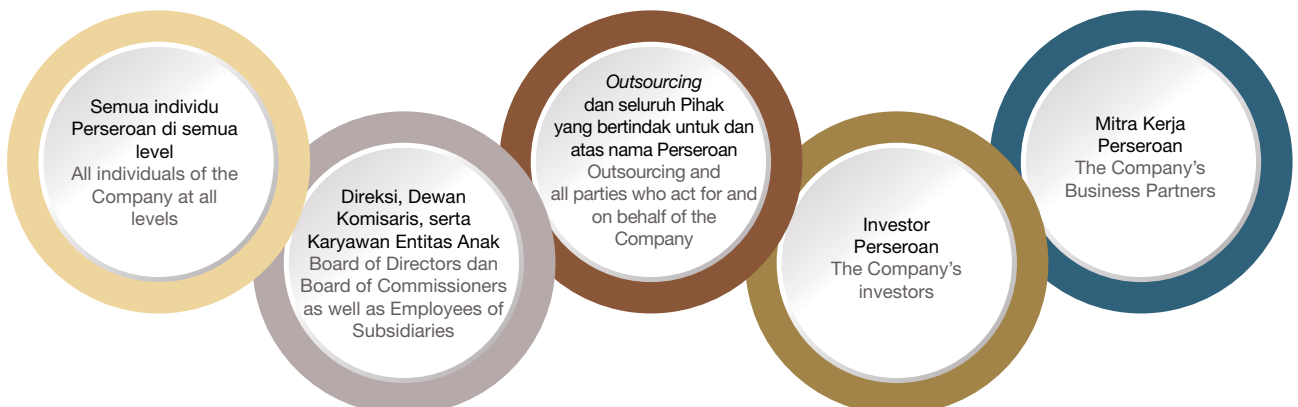 Semua individu
Perseroan di semua
level
All individuals of the
Company at all
levels
Direksi, Dewan
Komisaris, serta
Karyawan Entitas Anak
Board of Directors dan
Board of Commissioners
as well as Employees of
Subsidiaries
Outsourcing
dan seluruh Pihak
yang bertindak untuk dan
atas nama Perseroan
Outsourcing and
all parties who act for and
on behalf of the
Company
Investor
Perseroan
The Company's
investors
Mitra Kerja
Perseroan
The Company's
Business Partners